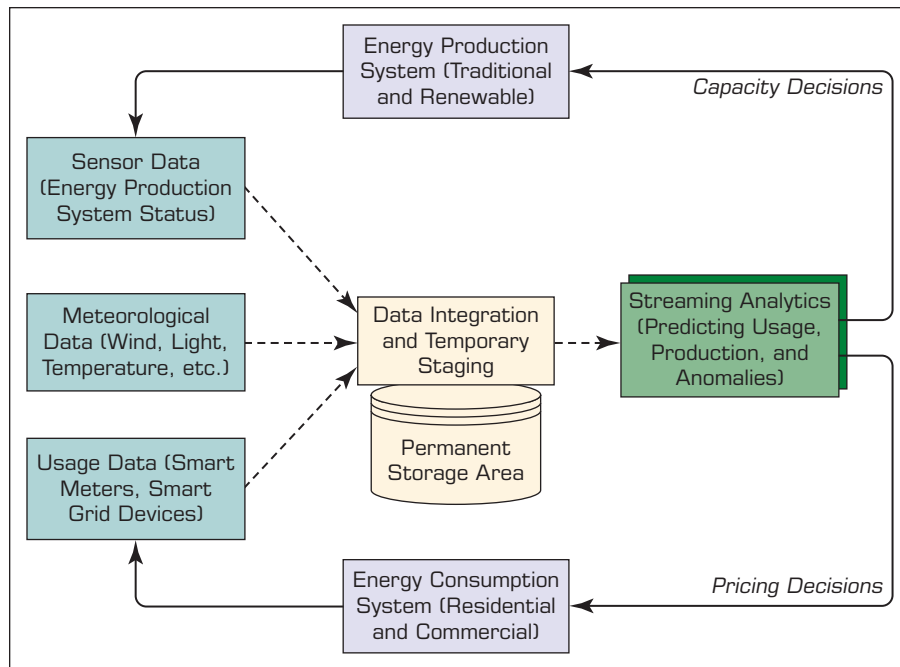 Energy Production
System (Traditional
and Renewable)
Capacity Decisions
Sensor Data
(Energy Production
System Status)
Meteorological
Data (Wind, Light,
Temperature, etc.)
Data Integration
and Temporary
Staging
Streaming Analytics
(Predicting Usage,
Production, and
Anomalies)
Permanent
Storage Area
Usage Data (Smart
Meters, Smart
Grid Devices)
Energy Consumption
System (Residential
and Commercial)
Pricing Decisions